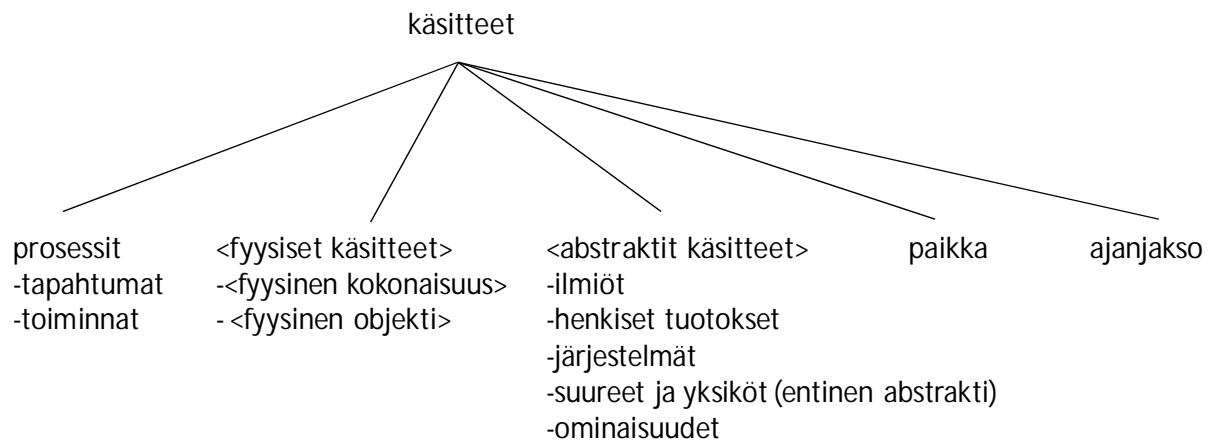 käsitteet
prosessit
-tapahtumat
-toiminnat
<fyysiset käsitteet>
-<fyysinen kokonaisuus>
- <fyysinen objekti>
<abstraktit käsitteet>
-ilmiöt
-henkiset tuotokset
-järjestelmät
-suureet ja yksiköt (entinen abstrakti)
-ominaisuudet
paikka
ajanjakso